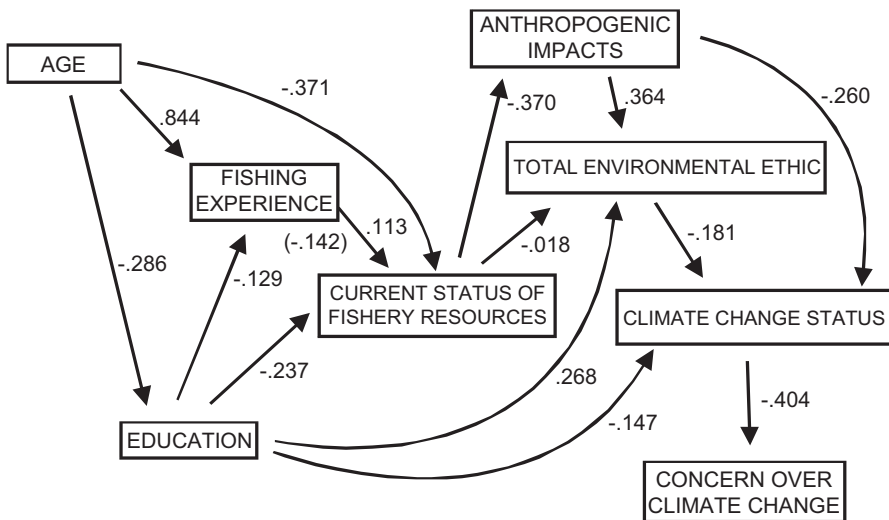 ANTHROPOGENIC
IMPACTS
AGE
-.371
-.260
-.370
.364
.844
TOTAL ENVIRONMENTAL ETHIC
FISHING
EXPERIENCE
.113
(-.142)
-.018
-.181
-.286
-.129
CURRENT STATUS OF
FISHERY RESOURCES
CLIMATE CHANGE STATUS
-.237
.268
-.147
-.404
EDUCATION
CONCERN OVER
CLIMATE CHANGE